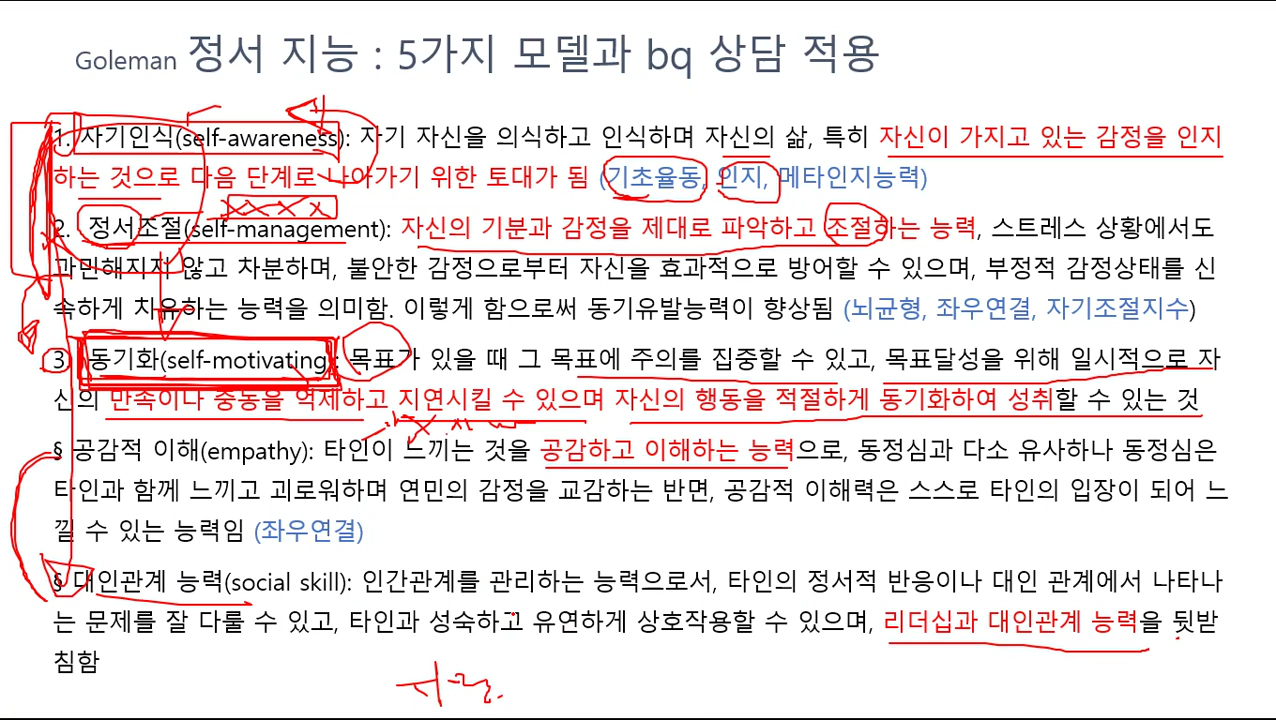 Goleman 정서 지능 : 5가지 모델과 bq 상담 적용
1. 자기인식(self-awareness): 자기 자신을 의식하고 인식하며 자신의 삶, 특히 자신이 가지고 있는 감정을 인지
하는 것으로 다음 단계로 나아가기 위한 토대가 됨 (기초율동, 인지, 메타인지능력)
2. 정서조절(self-management): 자신의 기분과 감정을 제대로 파악하고 조절하는 능력, 스트레스 상황에서도
과만해지지 않고 차분하며, 불안한 감정으로부터 자신을 효과적으로 방어할 수 있으며, 부정적 감정상태를 신
속하게 치유하는 능력을 의미함. 이렇게 함으로써 동기유발능력이 향상됨 (뇌균형, 좌우연결, 자기조절지수)
3. 동기화(self-motivating): 목표가 있을 때 그 목표에 주의를 집중할 수 있고, 목표달성을 위해 일시적으로 자
신의 만족이나 충동을 억제하고 지연시킬 수 있으며 자신의 행동을 적절하게 동기화하여 성취할 수 있는 것
§ 공감적 이해(empathy): 타인이 느끼는 것을 공감하고 이해하는 능력으로, 동정심과 다소 유사하나 동정심은
타인과 함께 느끼고 괴로워하며 연민의 감정을 교감하는 반면, 공감적 이해력은 스스로 타인의 입장이 되어 느
낄 수 있는 능력임 (좌우연결)
§ 대인관계 능력(social skill): 인간관계를 관리하는 능력으로서, 타인의 정서적 반응이나 대인 관계에서 나타나
는 문제를 잘 다룰 수 있고, 타인과 성숙하고 유연하게 상호작용할 수 있으며, 리더십과 대인관계 능력을 뒷받
침함